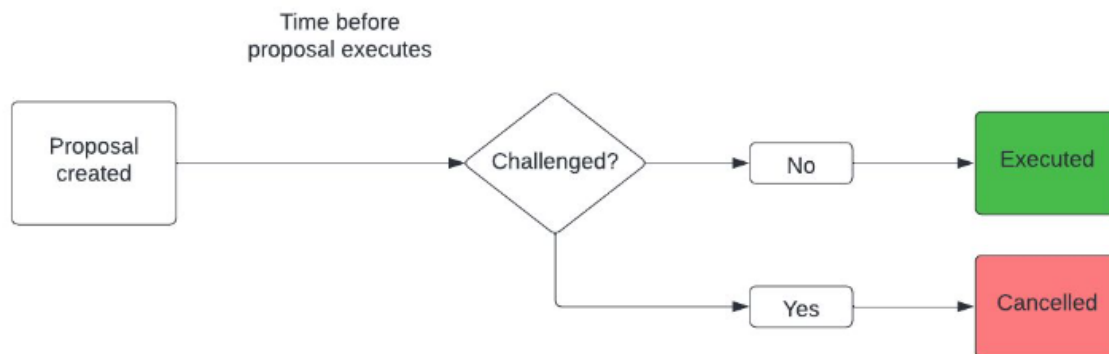 Time before
proposal executes
Proposal
created
Challenged?
No
Executed
Yes
Cancelled